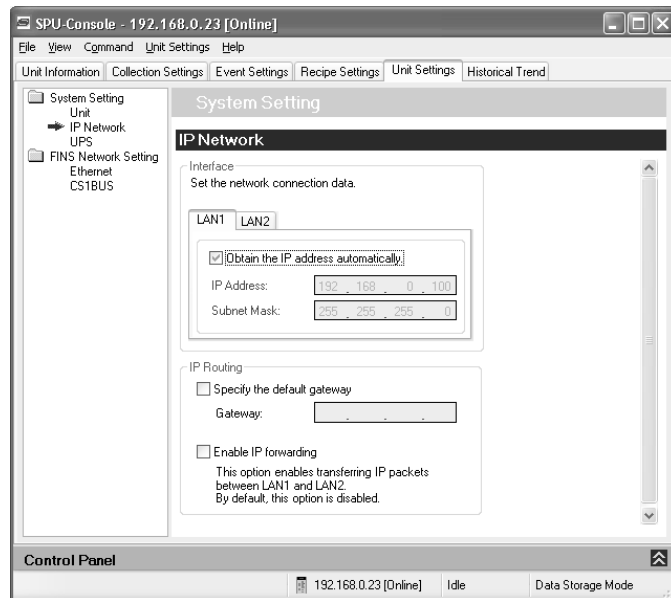 SPU-Console - 192.168.0.23 [Online]
File View Command Unit Settings Help
Unit Information Collection Settings Event Settings Recipe Settings Unit Settings Historical Trend
System Setting
Unit
IP Network
UPS
FINS Network Setting
Ethernet
CS1BUS
System Setting
IP Network
Interface
Set the network connection data.
LAN1 LAN2
Obtain the IP address automatically.
IP Address: 192 . 168 . 0 . 100
Subnet Mask: 255 . 255 . 255 . 0
IP Routing
Specify the default gateway
Gateway: . . .
Enable IP forwarding
This option enables transferring IP packets
between LAN1 and LAN2.
By default, this option is disabled.
Control Panel
192.168.0.23 [Online] Idle Data Storage Mode